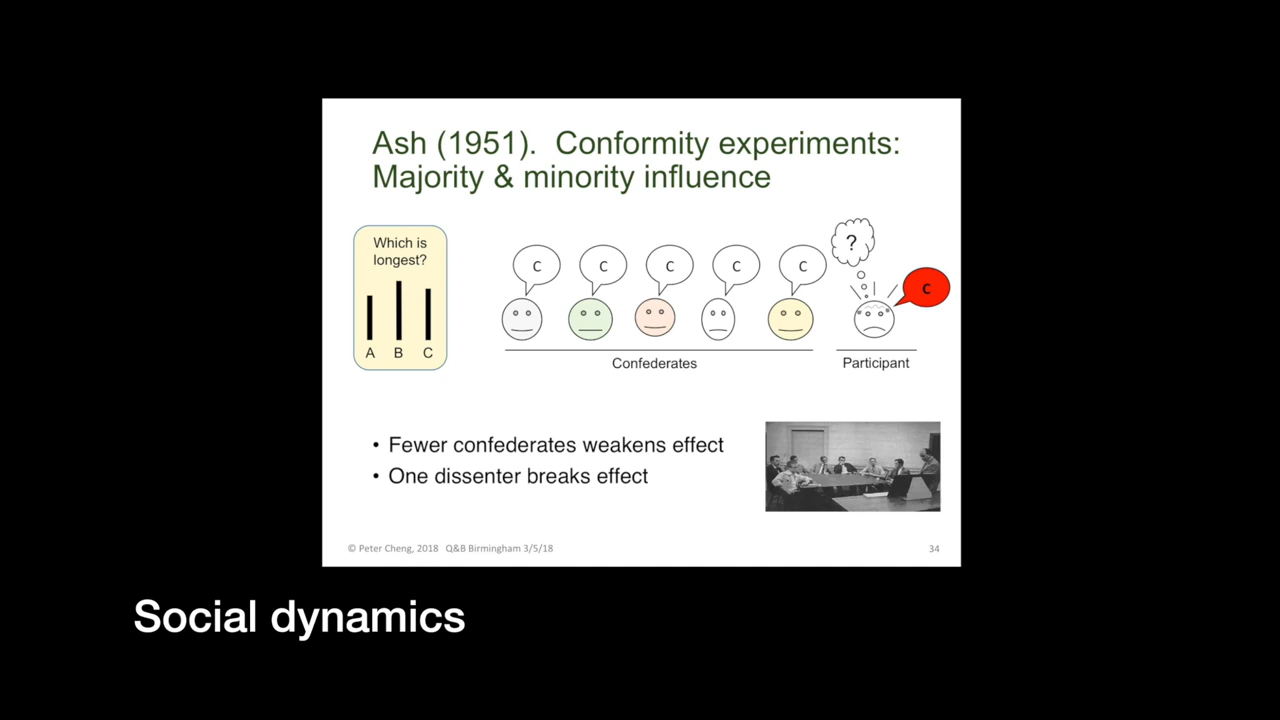 Ash (1951).  Conformity experiments:
Majority & minority influence
Which is
longest?
A B C
C C C C C
?
C
Confederates
Participant
• Fewer confederates weakens effect
• One dissenter breaks effect
© Peter Cheng, 2018   Q&B Birmingham 3/5/18
34
Social dynamics